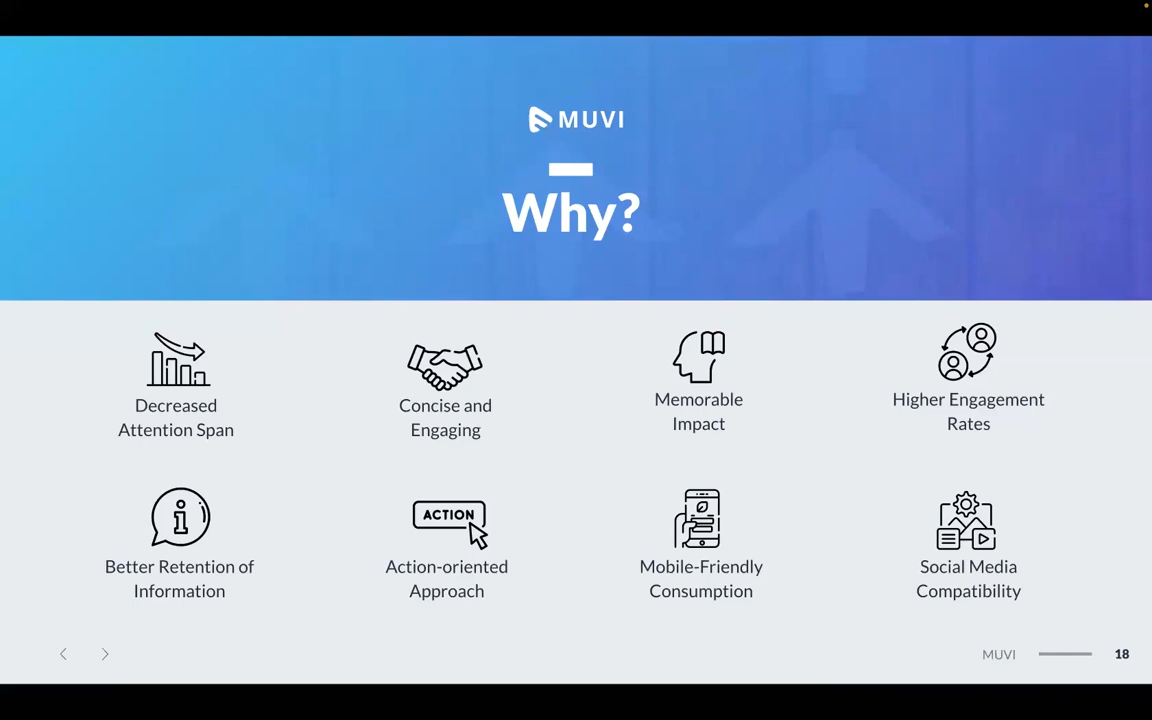 MUVI
Why?
Decreased
Attention Span
Concise and
Engaging
Memorable
Impact
Higher Engagement
Rates
Better Retention of
Information
ACTION
Action-oriented
Approach
Mobile-Friendly
Consumption
Social Media
Compatibility
MUVI
18